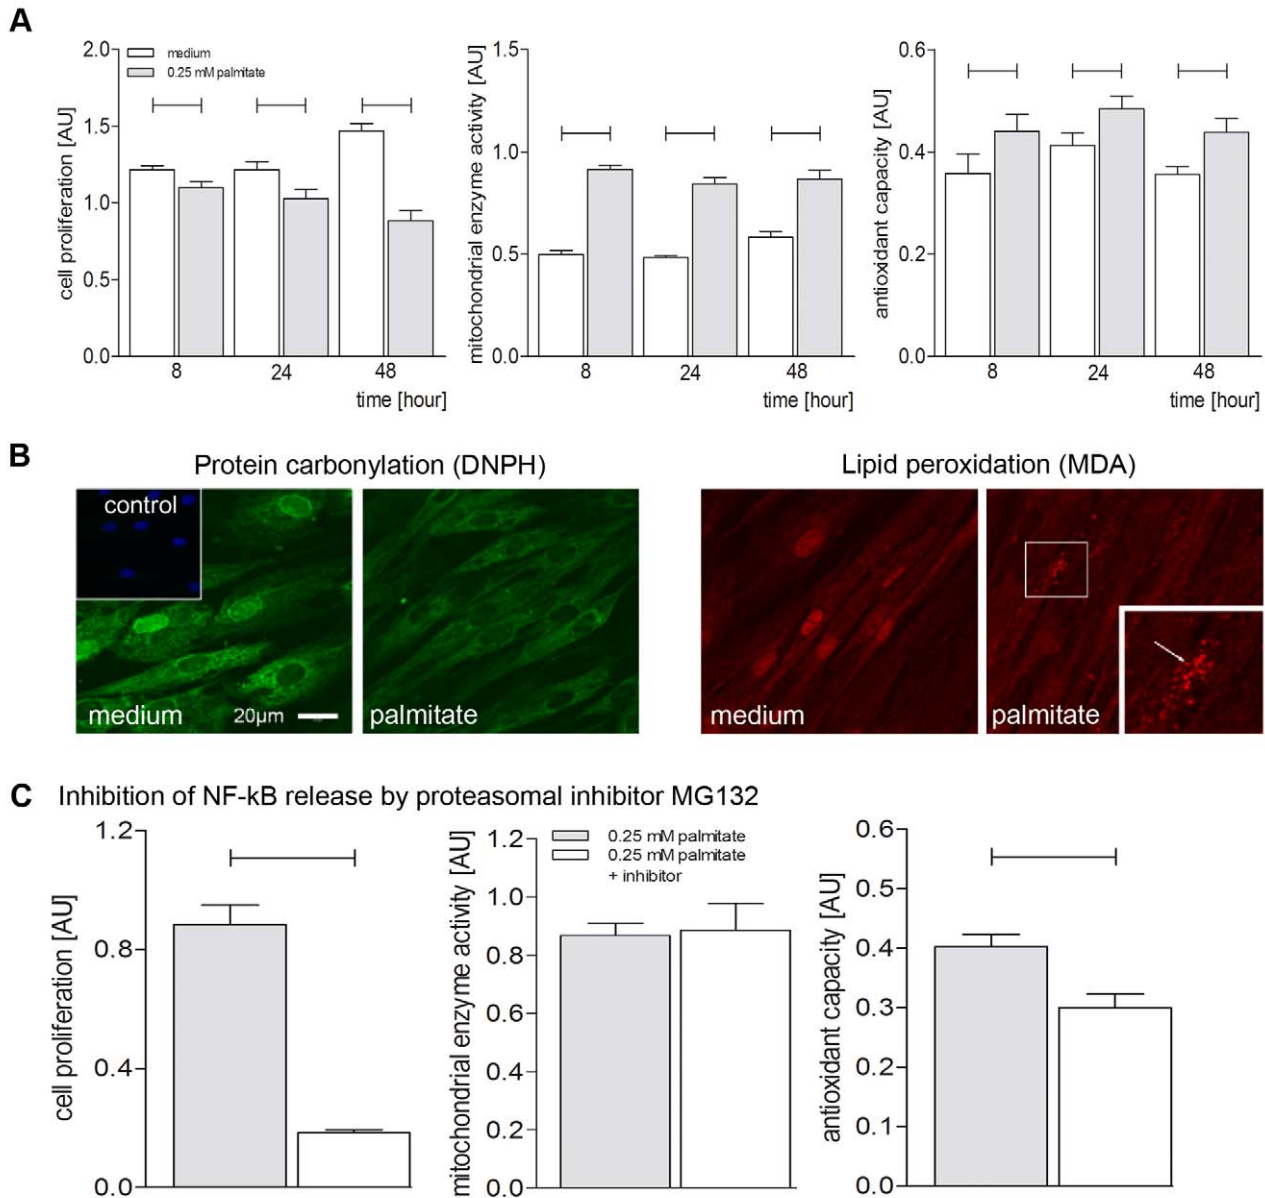 A
2.0
1.5
1.0
0.5
0.0
cell proliferation [AU]
medium
0.25 mM palmitate
8 24 48
time [hour]
1.5
1.0
0.5
0.0
mitochondrial enzyme activity [AU]
8 24 48
time [hour]
0.6
0.4
0.2
0.0
antioxidant capacity [AU]
8 24 48
time [hour]
B
Protein carbonylation (DNPH)
control
medium
20µm
palmitate
Lipid peroxidation (MDA)
medium
palmitate
C
Inhibition of NF-kB release by proteasomal inhibitor MG132
1.2
0.8
0.4
0.0
cell proliferation [AU]
1.2
1.0
0.8
0.6
0.4
0.2
0.0
mitochondrial enzyme activity [AU]
0.25 mM palmitate
0.25 mM palmitate
+ inhibitor
0.6
0.5
0.4
0.3
0.2
0.1
0.0
antioxidant capacity [AU]